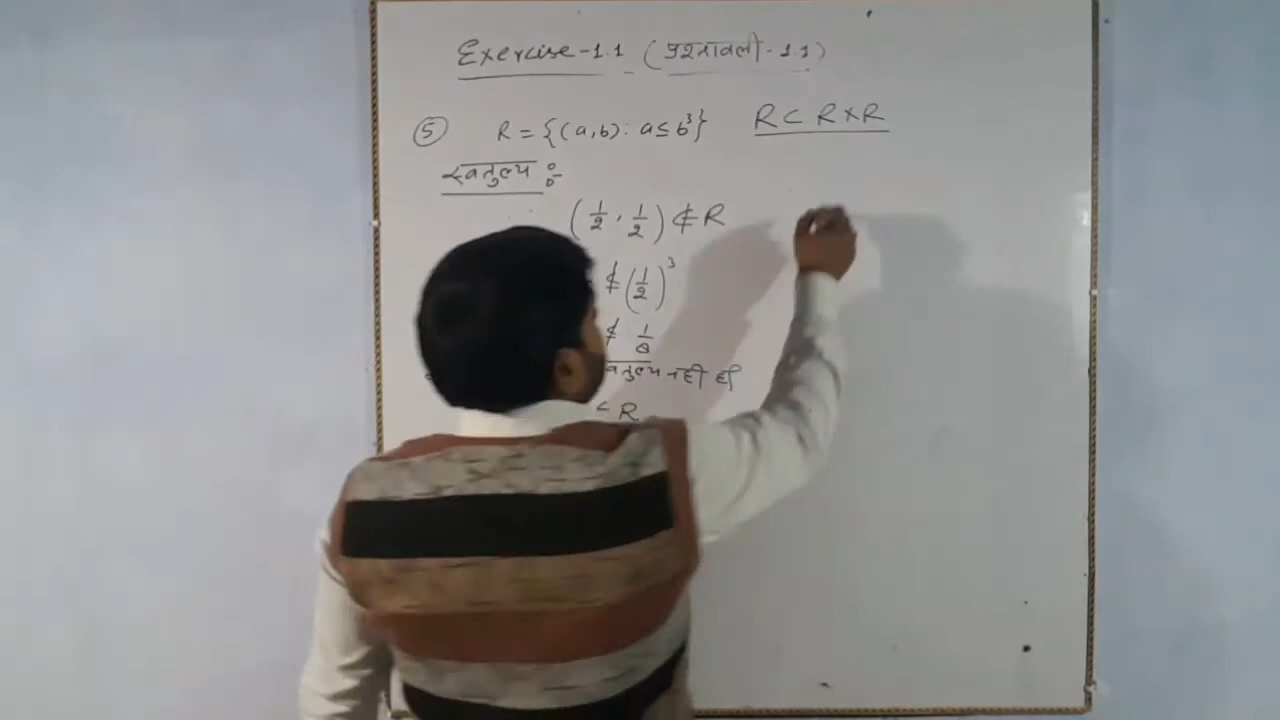 Exercise-1.1 (प्रश्नावली-1.1)
⑤ R = {(a,b): a≤b³} R⊂R×R
स्वतुल्य :-
(1/2, 1/2) ∉ R
≰ (1/2)³
≰ 1/8
स्वतुल्य नहीं है
R